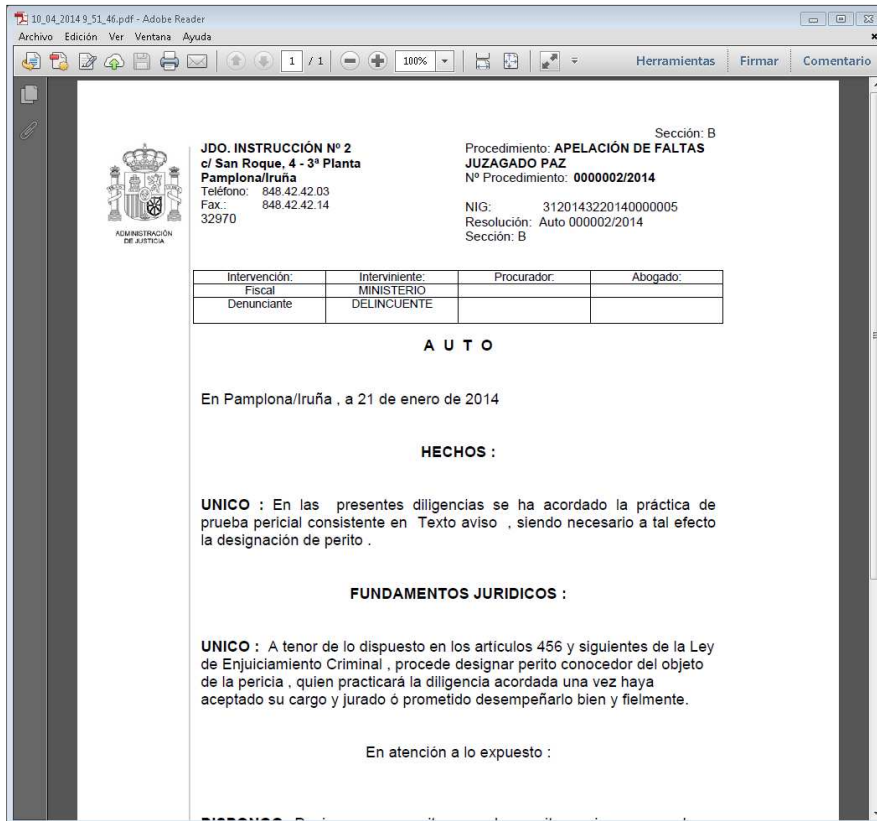 10_04_2014 9_51_46.pdf - Adobe Reader
Archivo Edición Ver Ventana Ayuda
1 / 1 100% Herramientas Firmar Comentario
Sección: B
JDO. INSTRUCCIÓN Nº 2
c/ San Roque, 4 - 3ª Planta
Pamplona/Iruña
Teléfono: 848.42.42.03
Fax.: 848.42.42.14
32970
Procedimiento: APELACIÓN DE FALTAS
JUZAGADO PAZ
Nº Procedimiento: 0000002/2014
NIG: 3120143220140000005
Resolución: Auto 000002/2014
Sección: B
ADMINISTRACIÓN
DE JUSTICIA
Intervención: Interviniente: Procurador: Abogado:
Fiscal MINISTERIO
Denunciante DELINCUENTE
A U T O
En Pamplona/Iruña , a 21 de enero de 2014
HECHOS :
UNICO : En las presentes diligencias se ha acordado la práctica de
prueba pericial consistente en Texto aviso , siendo necesario a tal efecto
la designación de perito .
FUNDAMENTOS JURIDICOS :
UNICO : A tenor de lo dispuesto en los artículos 456 y siguientes de la Ley
de Enjuiciamiento Criminal , procede designar perito conocedor del objeto
de la pericia , quien practicará la diligencia acordada una vez haya
aceptado su cargo y jurado ó prometido desempeñarlo bien y fielmente.
En atención a lo expuesto :